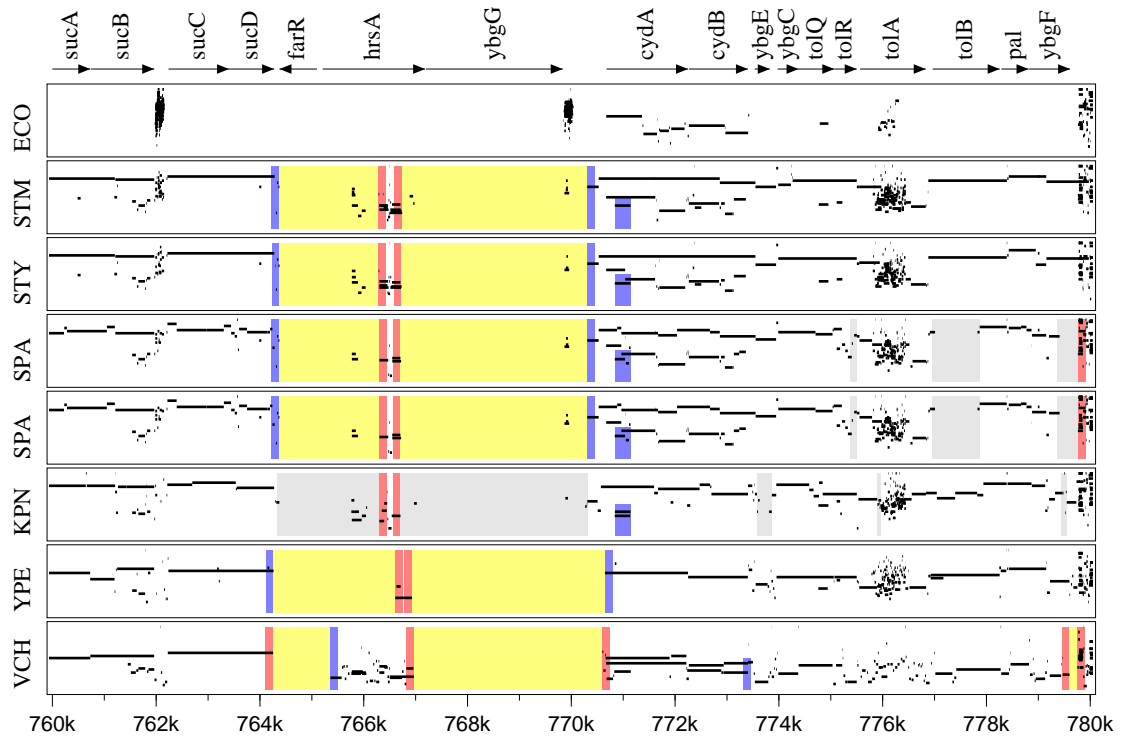 sucA sucB sucC sucD farR hrsA ybgG cydA cydB ybgE ybgC tolQ tolR tolA tolB pal ybgF
ECO
STM
STY
SPA
SPA
KPN
YPE
VCH
760k 762k 764k 766k 768k 770k 772k 774k 776k 778k 780k